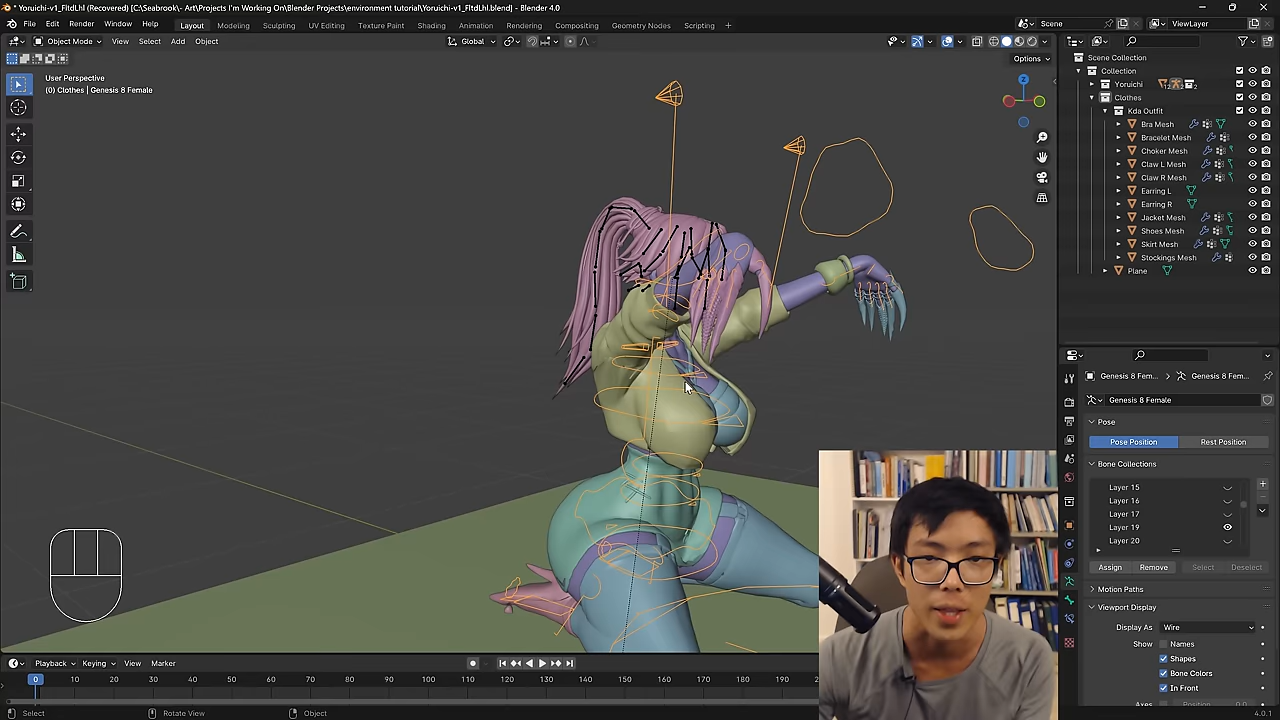 * Yoruichi-v1_FltdLhl (Recovered) [C:\Seabrook\- Art\Projects I'm Working On\Blender Projects\environment tutorial\Yoruichi-v1_FltdLhl.blend] - Blender 4.0
File Edit Render Window Help Layout Modeling Sculpting UV Editing Texture Paint Shading Animation Rendering Compositing Geometry Nodes Scripting + Scene ViewLayer
Object Mode View Select Add Object Global
Options
User Perspective
(0) Clothes | Genesis 8 Female
Z
Scene Collection
Collection
Yoruichi
Clothes
Kda Outfit
Bra Mesh
Bracelet Mesh
Choker Mesh
Claw L Mesh
Claw R Mesh
Earring L
Earring R
Jacket Mesh
Shoes Mesh
Skirt Mesh
Stockings Mesh
Plane
Genesis 8 Fem... > Genesis 8 Fem...
Genesis 8 Female
Pose
Pose Position Rest Position
Bone Collections
Layer 15
Layer 16
Layer 17
Layer 19
Layer 20
Assign Remove Select Deselect
Motion Paths
Viewport Display
Display As Wire
Show Names
Shapes
Bone Colors
In Front
Axes Position 0.0
Playback Keying View Marker
0 10 20 30 40 50 60 70 80 90 100 110 120 130 140 150 160 170 180 190
Select Rotate View Object 4.0.1